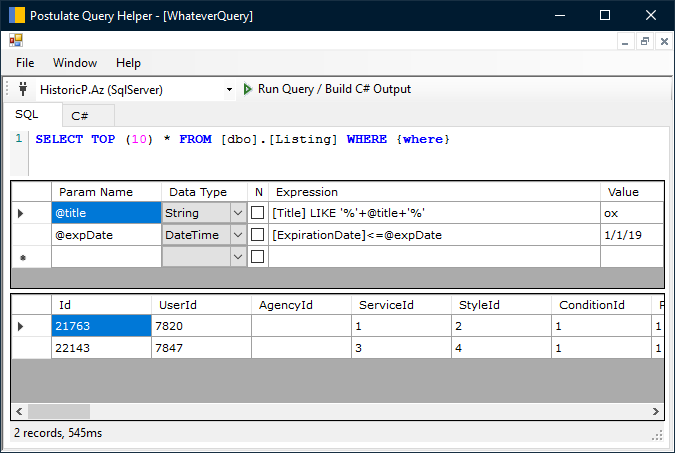 Postulate Query Helper - [WhateverQuery]
File Window Help
HistoricP.Az (SqlServer) Run Query / Build C# Output
SQL C#
1 SELECT TOP (10) * FROM [dbo].[Listing] WHERE {where}
Param Name Data Type N Expression Value
@title String [Title] LIKE '%'+@title+'%' ox
@expDate DateTime [ExpirationDate]<=@expDate 1/1/19
Id UserId AgencyId ServiceId StyleId ConditionId
21763 7820 1 2 1 1
22143 7847 3 4 1 1
2 records, 545ms